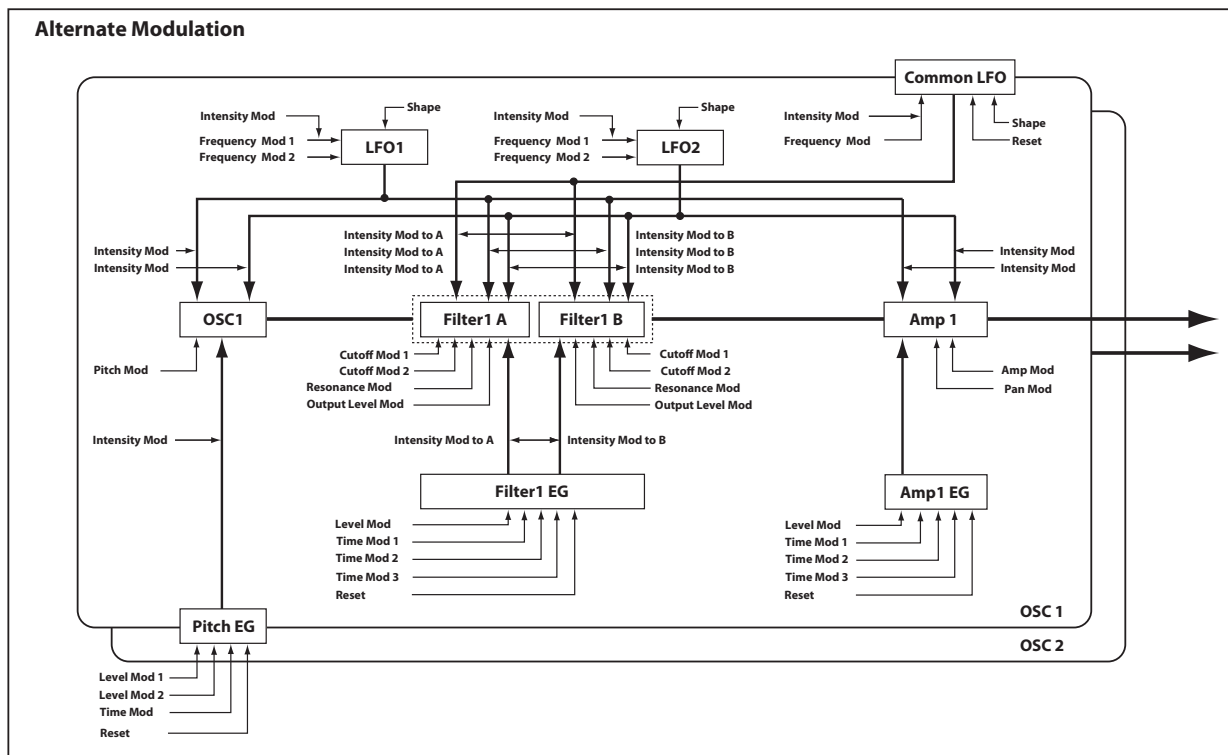 Alternate Modulation
Common LFO
Shape
Intensity Mod
Frequency Mod 1
Frequency Mod 2
LFO1
Shape
Intensity Mod
Frequency Mod 1
Frequency Mod 2
LFO2
Intensity Mod
Frequency Mod
Shape
Reset
Intensity Mod
Intensity Mod
Intensity Mod to A
Intensity Mod to A
Intensity Mod to A
Intensity Mod to B
Intensity Mod to B
Intensity Mod to B
Intensity Mod
Intensity Mod
OSC1
Filter1 A
Filter1 B
Amp 1
Pitch Mod
Cutoff Mod 1
Cutoff Mod 2
Resonance Mod
Output Level Mod
Cutoff Mod 1
Cutoff Mod 2
Resonance Mod
Output Level Mod
Amp Mod
Pan Mod
Intensity Mod
Intensity Mod to A
Intensity Mod to B
Filter1 EG
Amp1 EG
Level Mod
Time Mod 1
Time Mod 2
Time Mod 3
Reset
Level Mod
Time Mod 1
Time Mod 2
Time Mod 3
Reset
OSC 1
Pitch EG
OSC 2
Level Mod 1
Level Mod 2
Time Mod
Reset